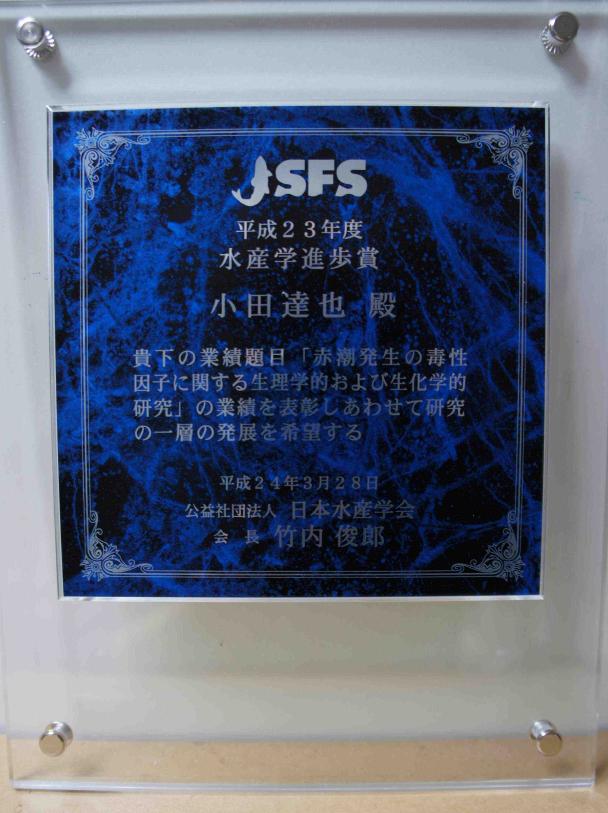 JSFS
平成２３年度
水産学進歩賞
小田達也 殿
貴下の業績題目「赤潮発生の毒性
因子に関する生理学的および生化学的
研究」の業績を表彰しあわせて研究
の一層の発展を希望する
平成２４年３月２８日
公益社団法人 日本水産学会
会長 竹内 俊郎